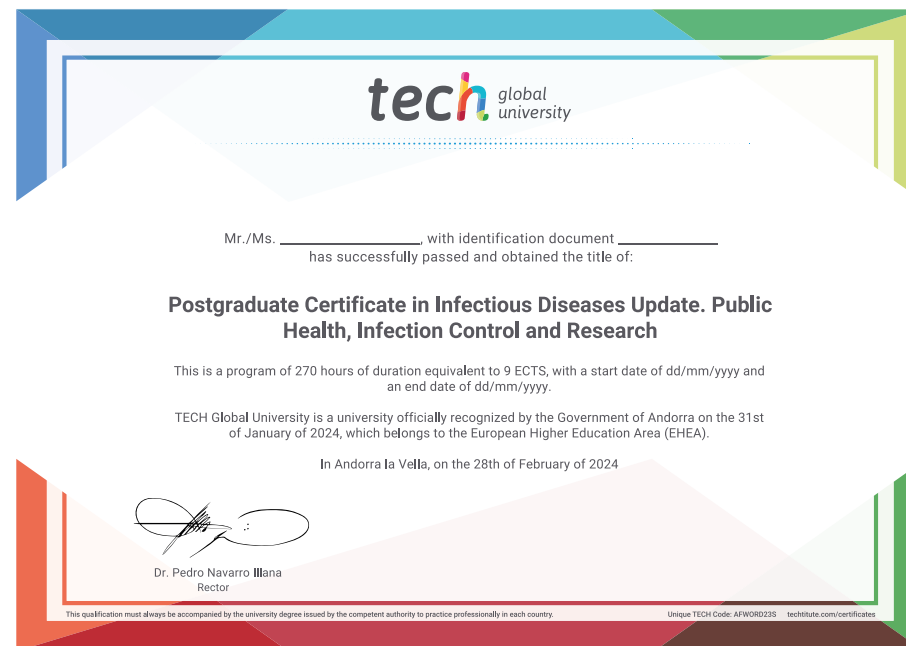 tech global
university
Mr./Ms. ____________, with identification document ____________
has successfully passed and obtained the title of:
Postgraduate Certificate in Infectious Diseases Update. Public
Health, Infection Control and Research
This is a program of 270 hours of duration equivalent to 9 ECTS, with a start date of dd/mm/yyyy and
an end date of dd/mm/yyyy.
TECH Global University is a university officially recognized by the Government of Andorra on the 31st
of January of 2024, which belongs to the European Higher Education Area (EHEA).
In Andorra la Vella, on the 28th of February of 2024
Dr. Pedro Navarro Illana
Rector
This qualification must always be accompanied by the university degree issued by the competent authority to practice professionally in each country.
Unique TECH Code: AFWORD23S techtitute.com/certificates